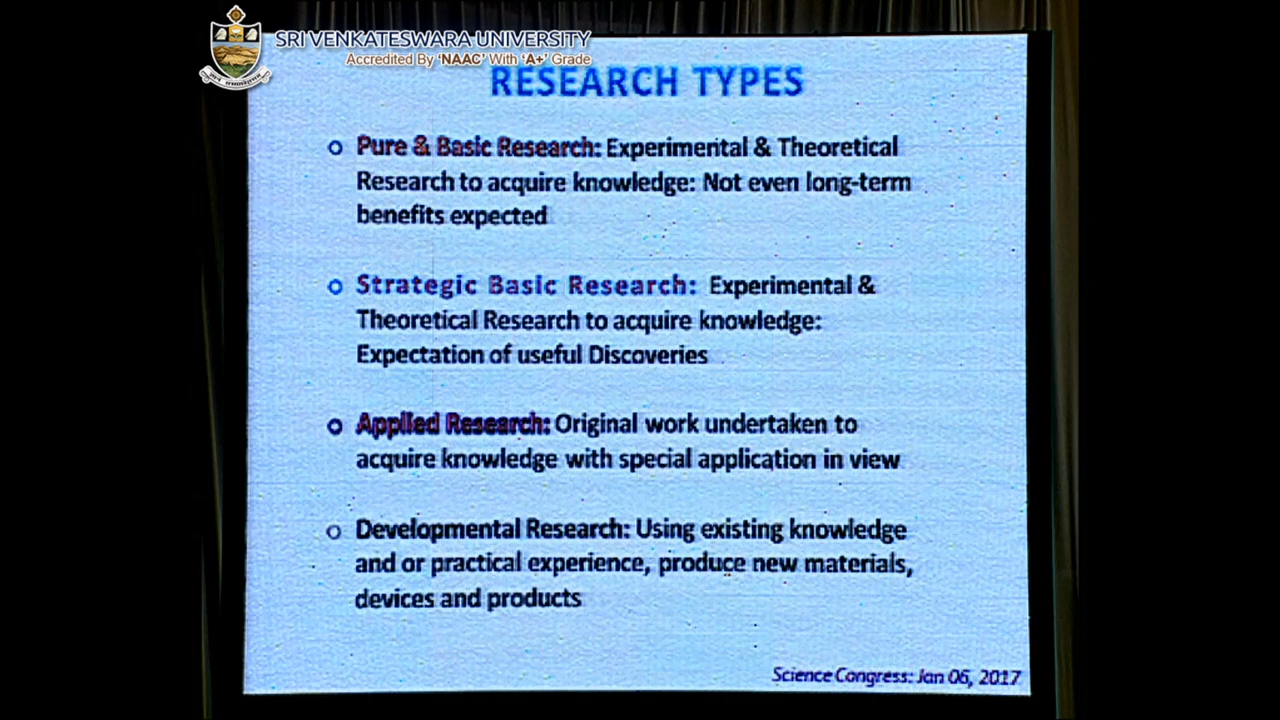 SRI VENKATESWARA UNIVERSITY
Accredited By 'NAAC' With 'A+' Grade
RESEARCH TYPES
Pure & Basic Research: Experimental & Theoretical
Research to acquire knowledge: Not even long-term
benefits expected
Strategic Basic Research: Experimental &
Theoretical Research to acquire knowledge:
Expectation of useful Discoveries
Applied Research: Original work undertaken to
acquire knowledge with special application in view
Developmental Research: Using existing knowledge
and or practical experience, produce new materials,
devices and products
Science Congress: Jan 06, 2017